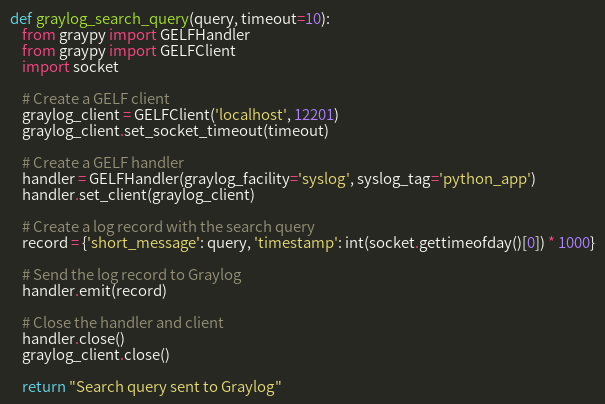 def graylog_search_query(query, timeout=10):
from graypy import GELFHandler
from graypy import GELFClient
import socket
# Create a GELF client
graylog_client = GELFClient('localhost', 12201)
graylog_client.set_socket_timeout(timeout)
# Create a GELF handler
handler = GELFHandler(graylog_facility='syslog', syslog_tag='python_app')
handler.set_client(graylog_client)
# Create a log record with the search query
record = {'short_message': query, 'timestamp': int(socket.gettimeofday()[0]) * 1000}
# Send the log record to Graylog
handler.emit(record)
# Close the handler and client
handler.close()
graylog_client.close()
return "Search query sent to Graylog"